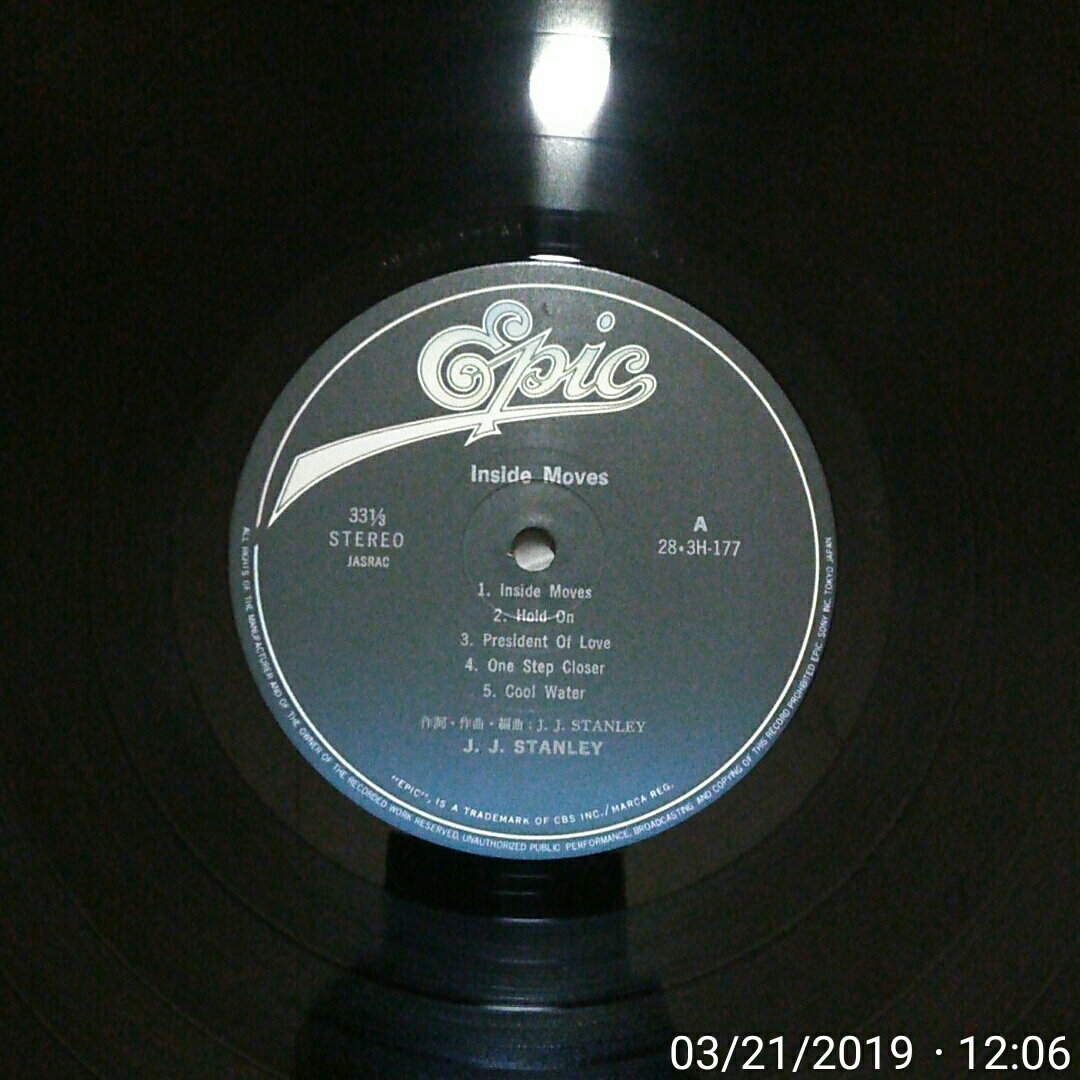 Epic
Inside Moves
33⅓
STEREO
JASRAC
A
28・3H-177
1. Inside Moves
2. Hold On
3. President Of Love
4. One Step Closer
5. Cool Water
作詞・作曲・編曲：J. J. STANLEY
J. J. STANLEY
"EPIC", IS A TRADEMARK OF CBS INC./MARCA REG.
ALL RIGHTS OF THE MANUFACTURER AND OF THE OWNER OF THE RECORDED WORK RESERVED. UNAUTHORIZED PUBLIC PERFORMANCE, BROADCASTING AND COPYING OF THIS RECORD PROHIBITED EPIC SONY INC. TOKYO JAPAN
03/21/2019 · 12:06